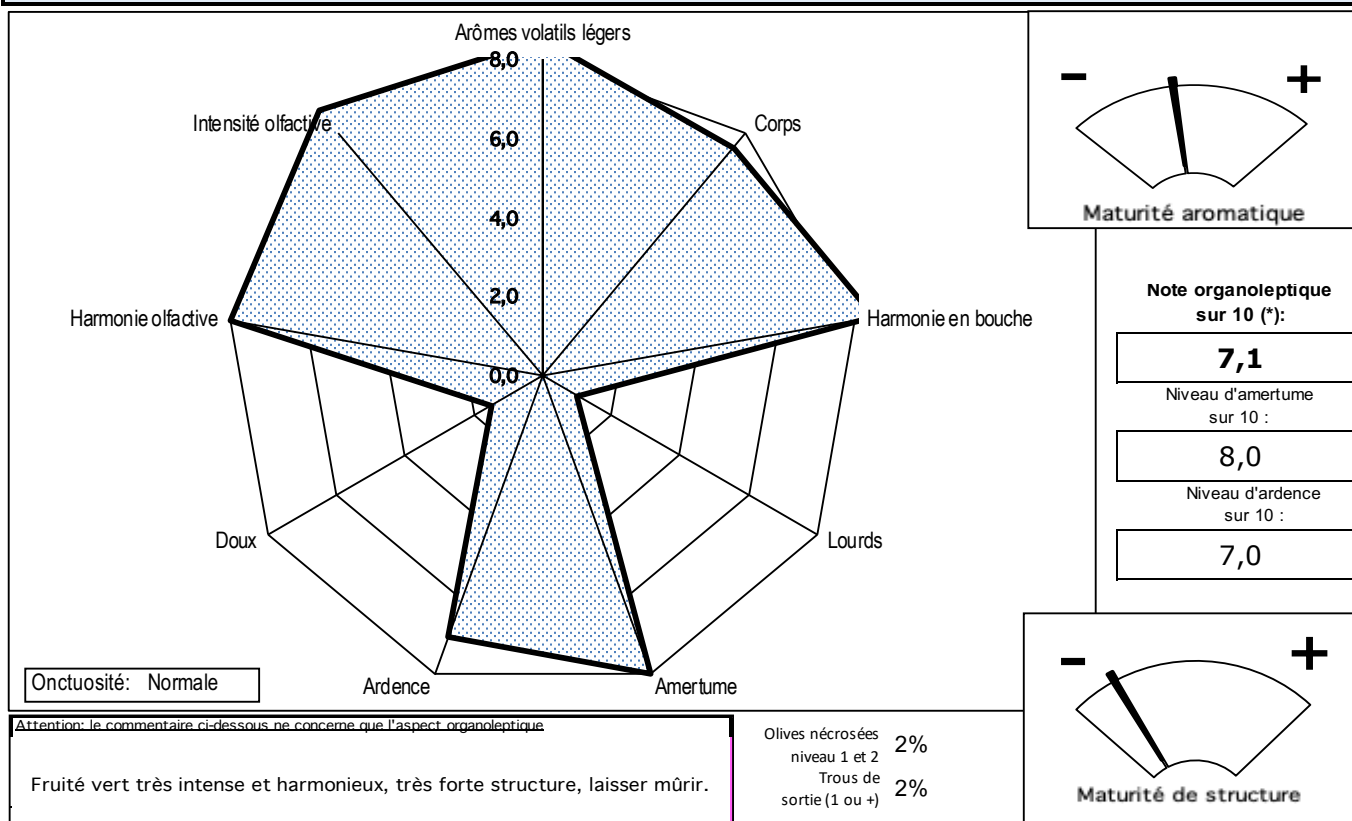 Arômes volatils légers
8,0
Intensité olfactive
6,0
Corps
4,0
2,0
Harmonie olfactive
Harmonie en bouche
0,0
Doux
Lourds
Ardence
Amertume
Onctuosité: Normale
-
+
Maturité aromatique
Note organoleptique
sur 10 (*):
7,1
Niveau d'amertume
sur 10 :
8,0
Niveau d'ardence
sur 10 :
7,0
-
+
Maturité de structure
Attention: le commentaire ci-dessous ne concerne que l'aspect organoleptique
Fruité vert très intense et harmonieux, très forte structure, laisser mûrir.
Olives nécrosées
niveau 1 et 2 2%
Trous de
sortie (1 ou +) 2%